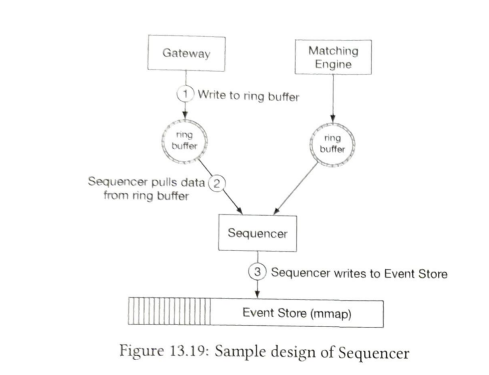 Gateway
Matching
Engine
1 Write to ring buffer
ring
buffer
ring
buffer
Sequencer pulls data 2
from ring buffer
Sequencer
3 Sequencer writes to Event Store
Event Store (mmap)
Figure 13.19: Sample design of Sequencer